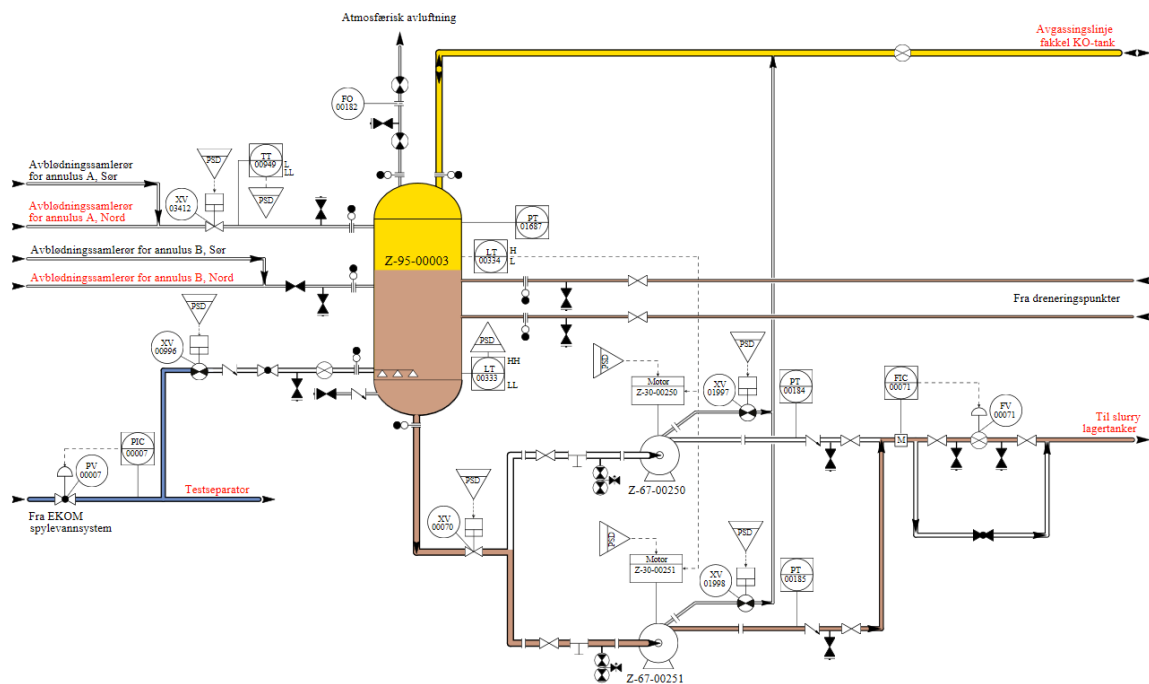 Atmosfærisk avluftning
Avgassingslinje
fakkel KO-tank
FO
00182
Avblødningssamlerør
for annulus A, Sør
PSD
TT
00949
L
LL
PSD
XV
03412
Avblødningssamlerør
for annulus A, Nord
PT
01687
Avblødningssamlerør for annulus B, Sør
Z-95-00003
LT
00334
H
L
Avblødningssamlerør for annulus B, Nord
Fra dreneringspunkter
PSD
XV
00996
PSD
HH
LT
00333
LL
PSD
Motor
Z-30-00250
PSD
XV
01997
PT
00184
FIC
00071
FV
00071
Til slurry
lagertanker
M
PIC
00007
PV
00007
Testseparator
Fra EKOM
spylevannsystem
Z-67-00250
PSD
XV
00070
PSD
Motor
Z-30-00251
PSD
XV
01998
PT
00185
Z-67-00251